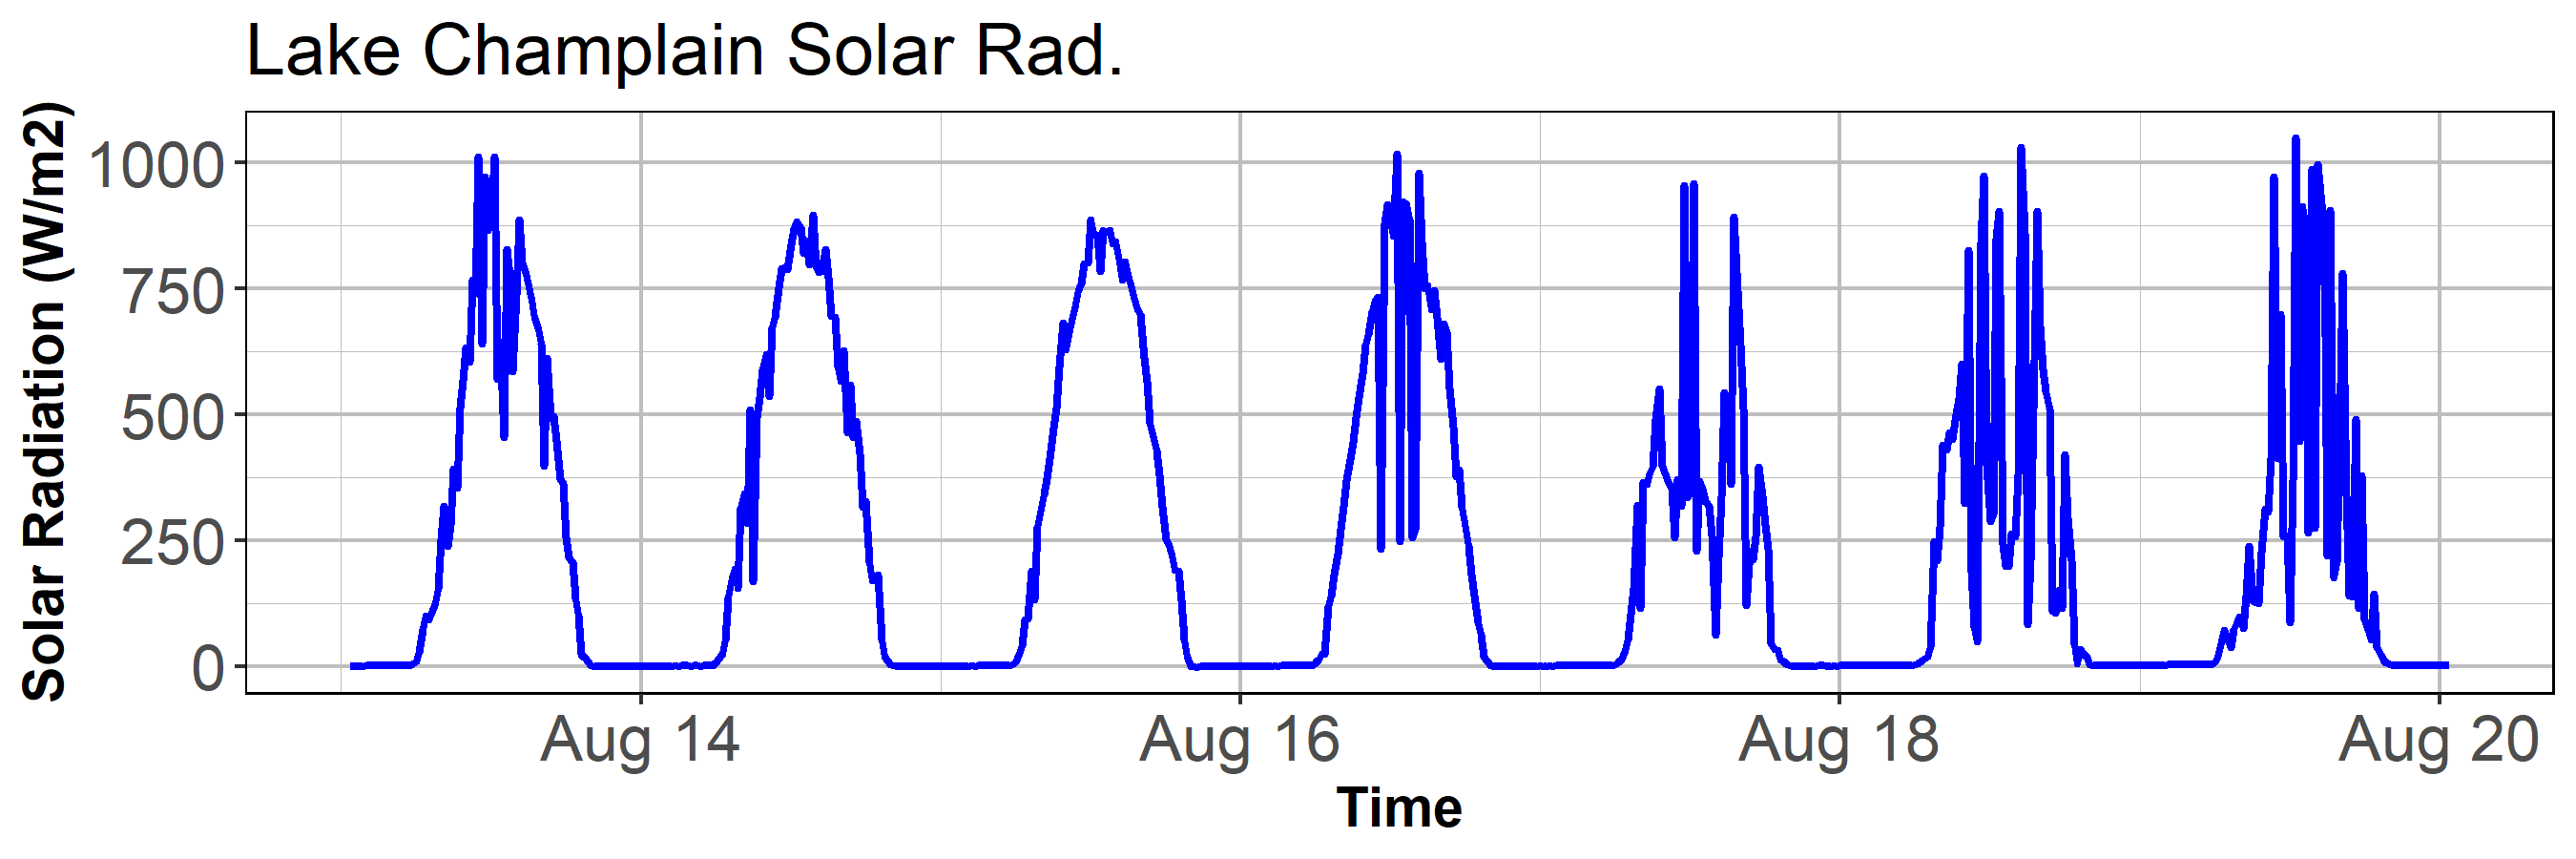 Lake Champlain Solar Rad.
Solar Radiation (W/m2)
1000
750
500
250
0
Aug 14 Aug 16 Aug 18 Aug 20
Time